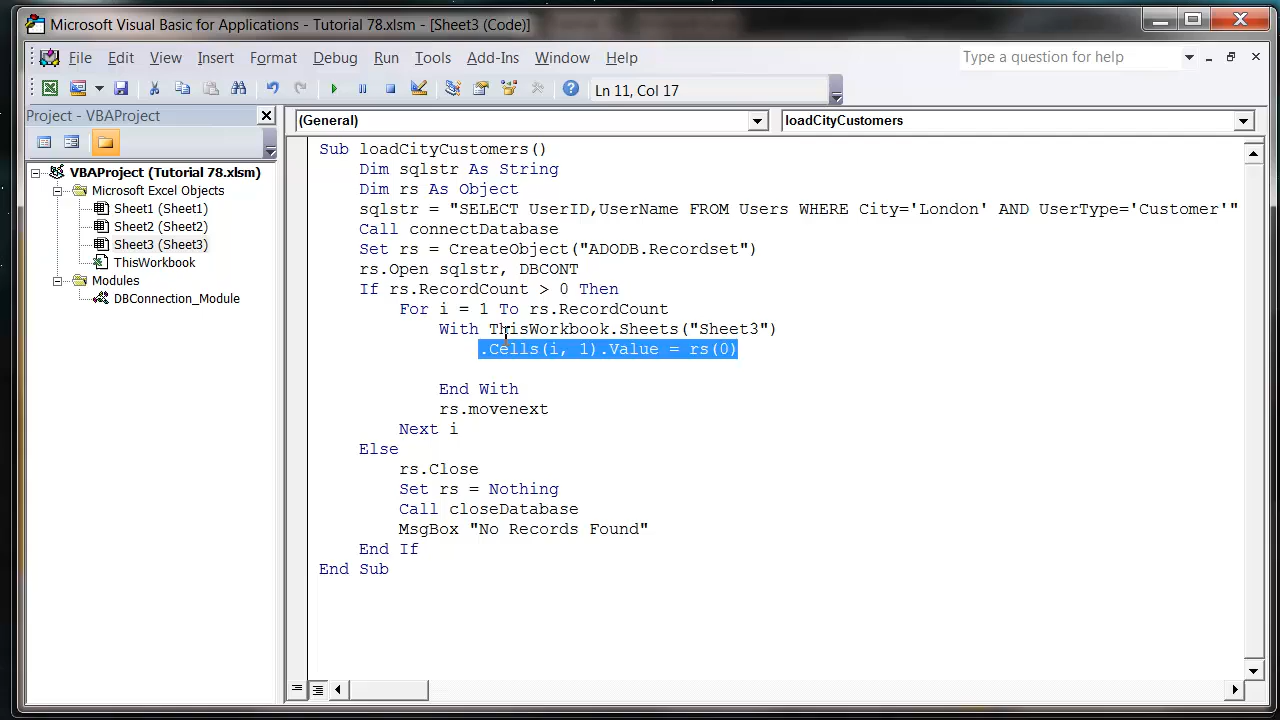 Microsoft Visual Basic for Applications - Tutorial 78.xlsm - [Sheet3 (Code)]
File Edit View Insert Format Debug Run Tools Add-Ins Window Help
Type a question for help
Ln 11, Col 17
Project - VBAProject
(General)
loadCityCustomers
VBAProject (Tutorial 78.xlsm)
Microsoft Excel Objects
Sheet1 (Sheet1)
Sheet2 (Sheet2)
Sheet3 (Sheet3)
ThisWorkbook
Modules
DBConnection_Module
Sub loadCityCustomers()
Dim sqlstr As String
Dim rs As Object
sqlstr = "SELECT UserID,UserName FROM Users WHERE City='London' AND UserType='Customer'"
Call connectDatabase
Set rs = CreateObject("ADODB.Recordset")
rs.Open sqlstr, DBCONT
If rs.RecordCount > 0 Then
For i = 1 To rs.RecordCount
With ThisWorkbook.Sheets("Sheet3")
.Cells(i, 1).Value = rs(0)
End With
rs.movenext
Next i
Else
rs.Close
Set rs = Nothing
Call closeDatabase
MsgBox "No Records Found"
End If
End Sub